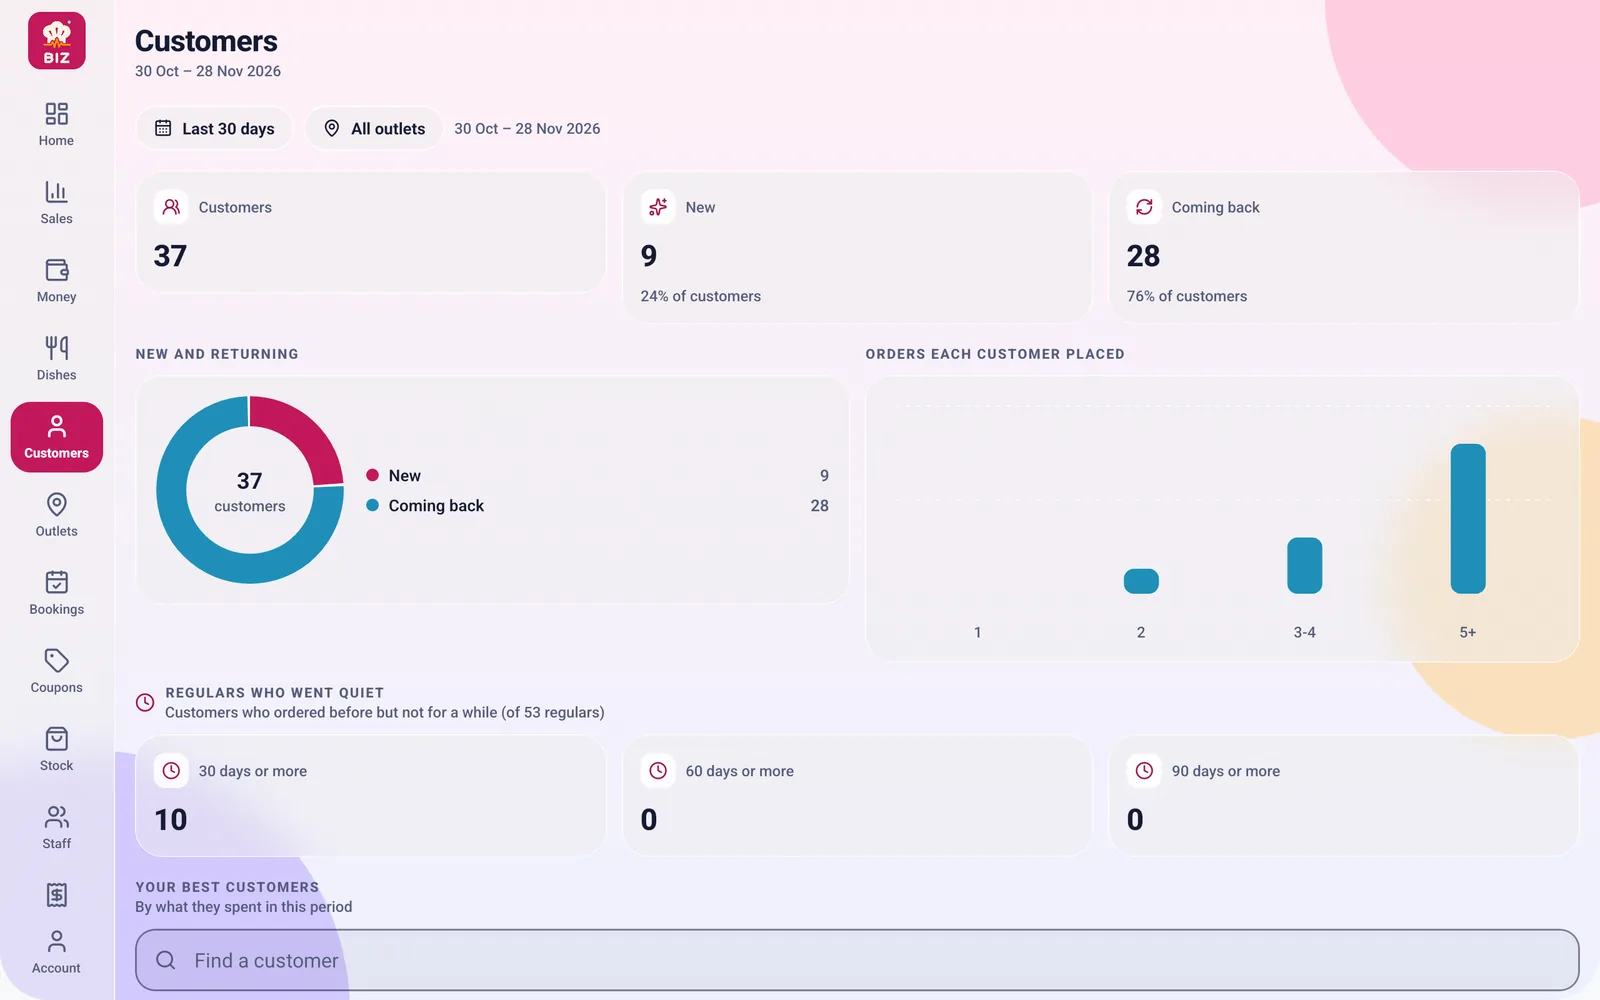 BIZ
Home
Sales
Money
Dishes
Customers
Outlets
Bookings
Coupons
Stock
Staff
Account
Customers
30 Oct – 28 Nov 2026
Last 30 days
All outlets
30 Oct – 28 Nov 2026
Customers
37
New
9
24% of customers
Coming back
28
76% of customers
NEW AND RETURNING
37
customers
New 9
Coming back 28
ORDERS EACH CUSTOMER PLACED
1 2 3-4 5+
REGULARS WHO WENT QUIET
Customers who ordered before but not for a while (of 53 regulars)
30 days or more
10
60 days or more
0
90 days or more
0
YOUR BEST CUSTOMERS
By what they spent in this period
Find a customer